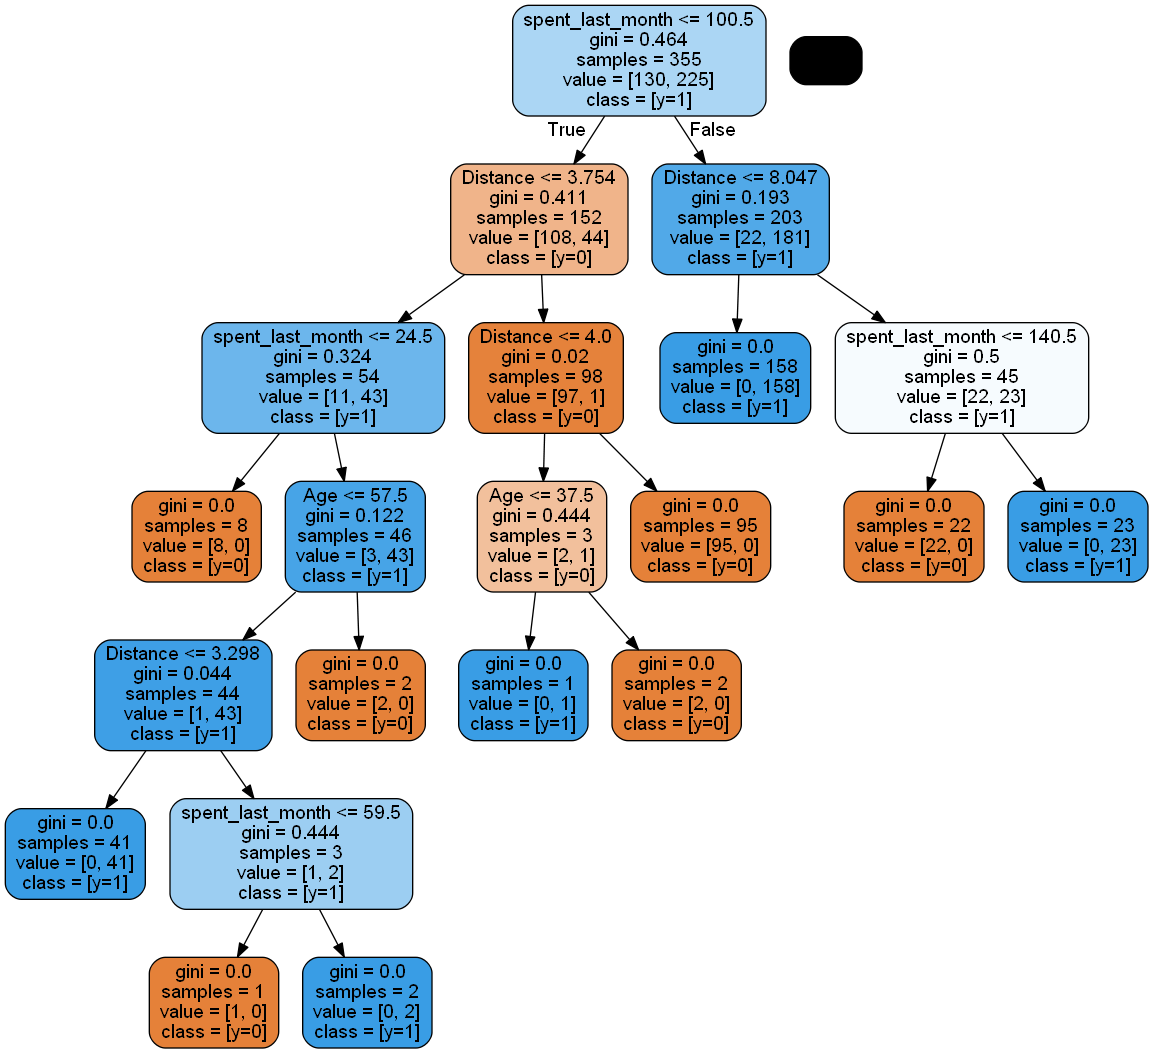 spent_last_month <= 100.5
gini = 0.464
samples = 355
value = [130, 225]
class = [y=1]
True
False
Distance <= 3.754
gini = 0.411
samples = 152
value = [108, 44]
class = [y=0]
Distance <= 8.047
gini = 0.193
samples = 203
value = [22, 181]
class = [y=1]
spent_last_month <= 24.5
gini = 0.324
samples = 54
value = [11, 43]
class = [y=1]
Distance <= 4.0
gini = 0.02
samples = 98
value = [97, 1]
class = [y=0]
gini = 0.0
samples = 158
value = [0, 158]
class = [y=1]
spent_last_month <= 140.5
gini = 0.5
samples = 45
value = [22, 23]
class = [y=1]
gini = 0.0
samples = 8
value = [8, 0]
class = [y=0]
Age <= 57.5
gini = 0.122
samples = 46
value = [3, 43]
class = [y=1]
Age <= 37.5
gini = 0.444
samples = 3
value = [2, 1]
class = [y=0]
gini = 0.0
samples = 95
value = [95, 0]
class = [y=0]
gini = 0.0
samples = 22
value = [22, 0]
class = [y=0]
gini = 0.0
samples = 23
value = [0, 23]
class = [y=1]
Distance <= 3.298
gini = 0.044
samples = 44
value = [1, 43]
class = [y=1]
gini = 0.0
samples = 2
value = [2, 0]
class = [y=0]
gini = 0.0
samples = 1
value = [0, 1]
class = [y=1]
gini = 0.0
samples = 2
value = [2, 0]
class = [y=0]
gini = 0.0
samples = 41
value = [0, 41]
class = [y=1]
spent_last_month <= 59.5
gini = 0.444
samples = 3
value = [1, 2]
class = [y=1]
gini = 0.0
samples = 1
value = [1, 0]
class = [y=0]
gini = 0.0
samples = 2
value = [0, 2]
class = [y=1]